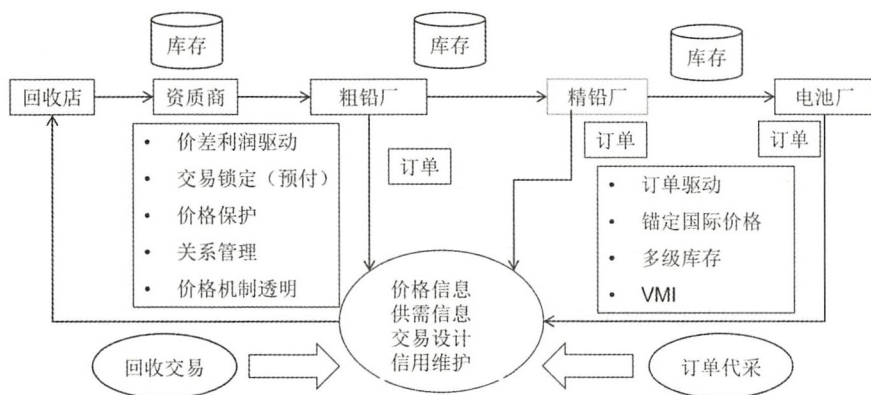 库存
库存
库存
回收店
资质商
粗铅厂
精铅厂
电池厂
• 价差利润驱动
• 交易锁定（预付）
• 价格保护
• 关系管理
• 价格机制透明
订单
订单
订单
• 订单驱动
• 锚定国际价格
• 多级库存
• VMI
价格信息
供需信息
交易设计
信用维护
回收交易
订单代采